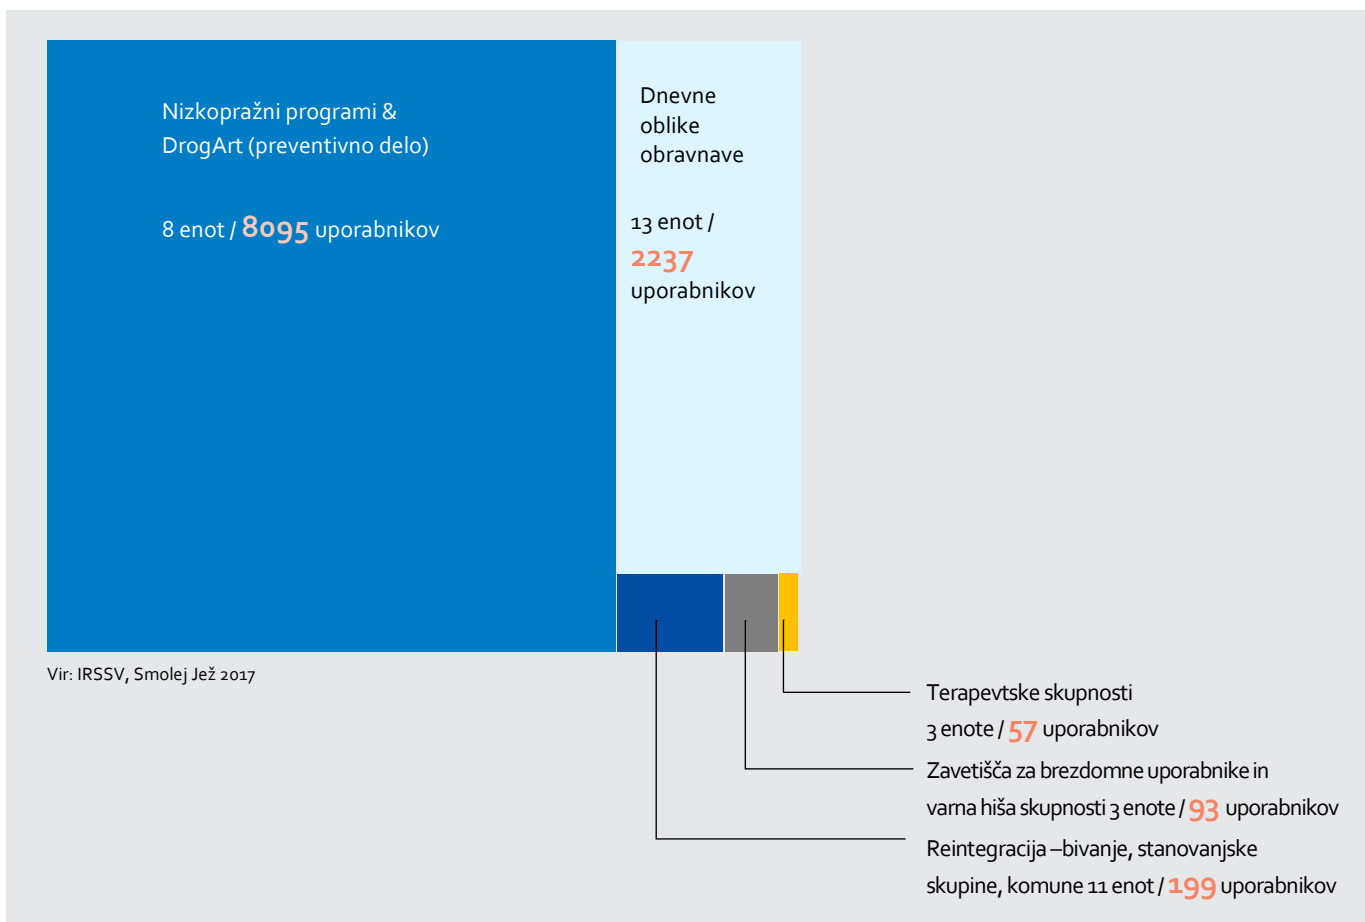 Nizkopražni programi &
DrogArt (preventivno delo)
8 enot / 8095 uporabnikov
Dnevne
oblike
obravnave
13 enot /
2237
uporabnikov
Vir: IRSSV, Smolej Jež 2017
Terapevtske skupnosti
3 enote / 57 uporabnikov
Zavetišča za brezdomne uporabnike in
varna hiša skupnosti 3 enote / 93 uporabnikov
Reintegracija –bivanje, stanovanjske
skupine, komune 11 enot / 199 uporabnikov